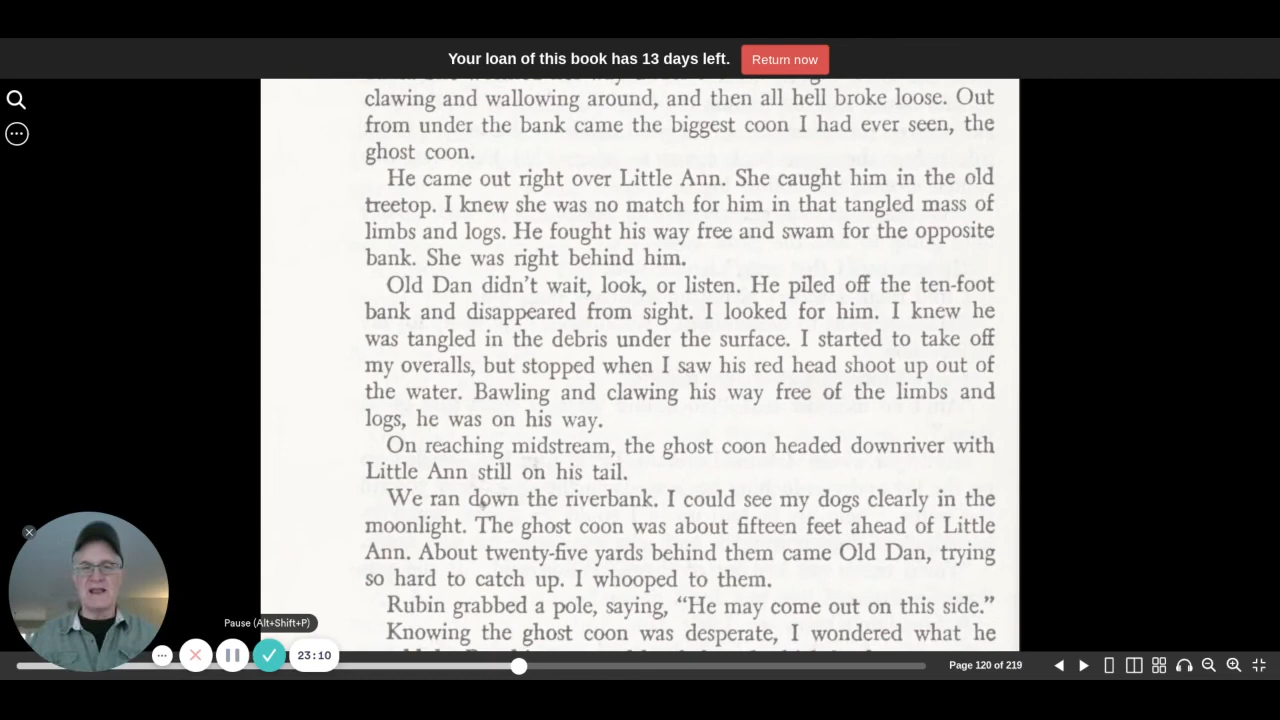 Your loan of this book has 13 days left.
Return now
clawing and wallowing around, and then all hell broke loose. Out
from under the bank came the biggest coon I had ever seen, the
ghost coon.
He came out right over Little Ann. She caught him in the old
treetop. I knew she was no match for him in that tangled mass of
limbs and logs. He fought his way free and swam for the opposite
bank. She was right behind him.
Old Dan didn't wait, look, or listen. He piled off the ten-foot
bank and disappeared from sight. I looked for him. I knew he
was tangled in the debris under the surface. I started to take off
my overalls, but stopped when I saw his red head shoot up out of
the water. Bawling and clawing his way free of the limbs and
logs, he was on his way.
On reaching midstream, the ghost coon headed downriver with
Little Ann still on his tail.
We ran down the riverbank. I could see my dogs clearly in the
moonlight. The ghost coon was about fifteen feet ahead of Little
Ann. About twenty-five yards behind them came Old Dan, trying
so hard to catch up. I whooped to them.
Rubin grabbed a pole, saying, "He may come out on this side."
Knowing the ghost coon was desperate, I wondered what he
Pause (Alt+Shift+P)
23:10
Page 120 of 219